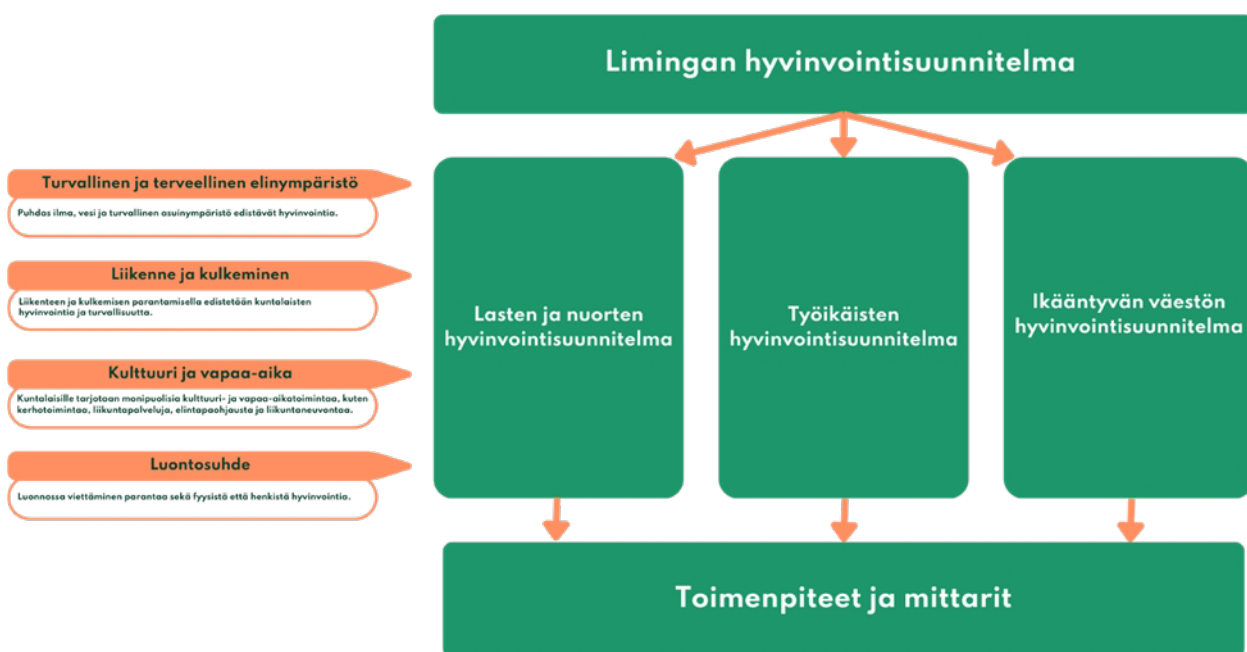 Limingan hyvinvointisuunnitelma
Turvallinen ja terveellinen elinympäristö
Puhdas ilma, vesi ja turvallinen asuinympäristö edistävät hyvinvointia.
Liikenne ja kulkeminen
Liikenteen ja kulkemisen parantamisella edistetään kuntalaisten
hyvinvointia ja turvallisuutta.
Kulttuuri ja vapaa-aika
Kuntalaisille tarjotaan monipuolisia kulttuuri- ja vapaa-aikatoimintaa, kuten
kerhotoimintaa, liikuntapalveluja, elintapaohjausta ja liikuntaneuvontaa.
Luontosuhde
Luonnossa viettäminen parantaa sekä fyysistä että henkistä hyvinvointia.
Lasten ja nuorten
hyvinvointisuunnitelma
Työikäisten
hyvinvointisuunnitelma
Ikääntyvän väestön
hyvinvointisuunnitelma
Toimenpiteet ja mittarit